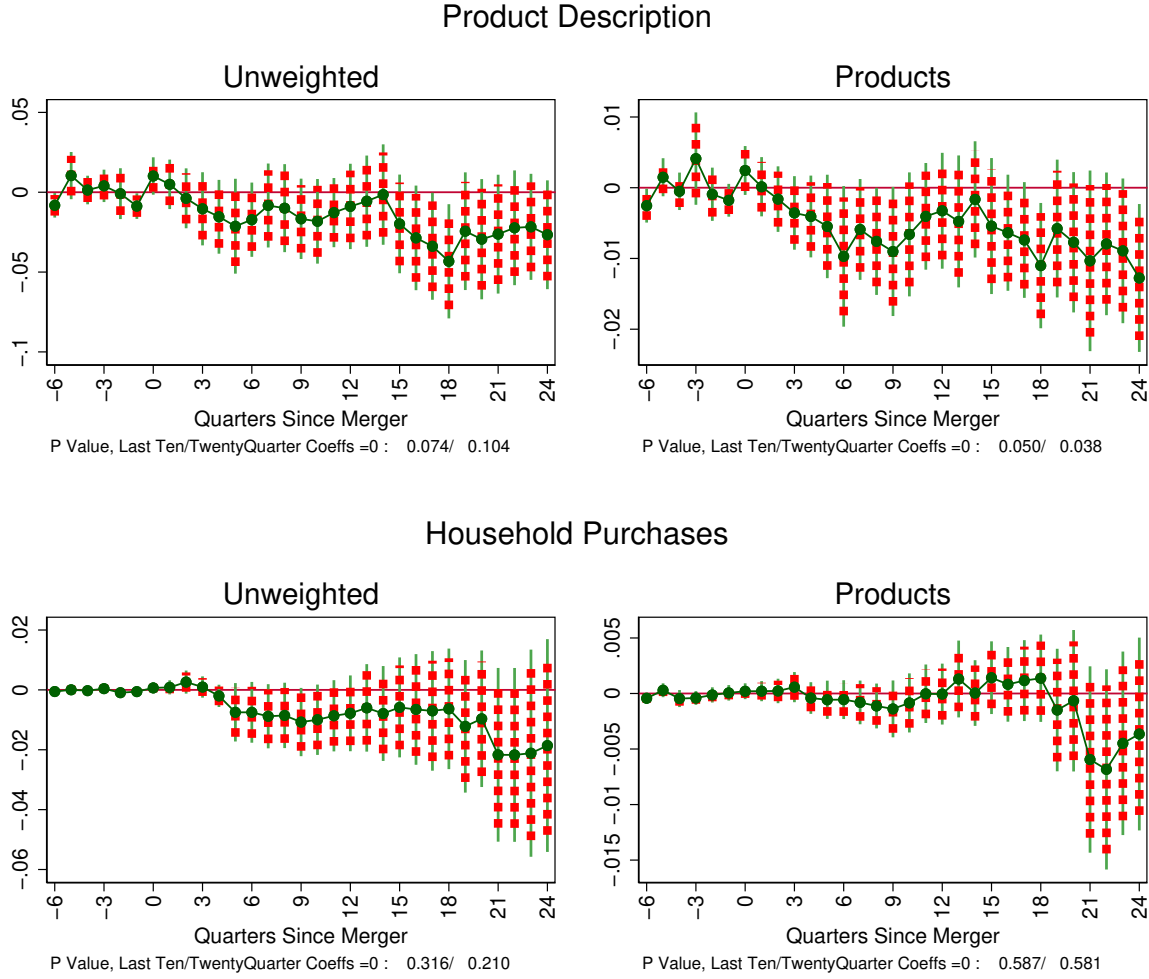 Product Description
Unweighted
.05
0
−.05
−.1
−6 −3 0 3 6 9 12 15 18 21 24
Quarters Since Merger
P Value, Last Ten/TwentyQuarter Coeffs =0 : 0.074/ 0.104
Products
.01
0
−.01
−.02
−6 −3 0 3 6 9 12 15 18 21 24
Quarters Since Merger
P Value, Last Ten/TwentyQuarter Coeffs =0 : 0.050/ 0.038
Household Purchases
Unweighted
.02
0
−.02
−.04
−.06
−6 −3 0 3 6 9 12 15 18 21 24
Quarters Since Merger
P Value, Last Ten/TwentyQuarter Coeffs =0 : 0.316/ 0.210
Products
.005
0
−.005
−.01
−.015
−6 −3 0 3 6 9 12 15 18 21 24
Quarters Since Merger
P Value, Last Ten/TwentyQuarter Coeffs =0 : 0.587/ 0.581